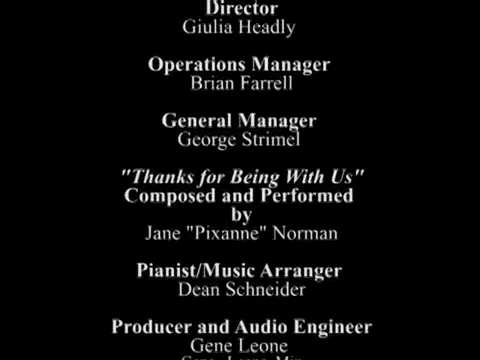 Director
Giulia Headly
Operations Manager
Brian Farrell
General Manager
George Strimel
"Thanks for Being With Us"
Composed and Performed
by
Jane "Pixanne" Norman
Pianist/Music Arranger
Dean Schneider
Producer and Audio Engineer
Gene Leone